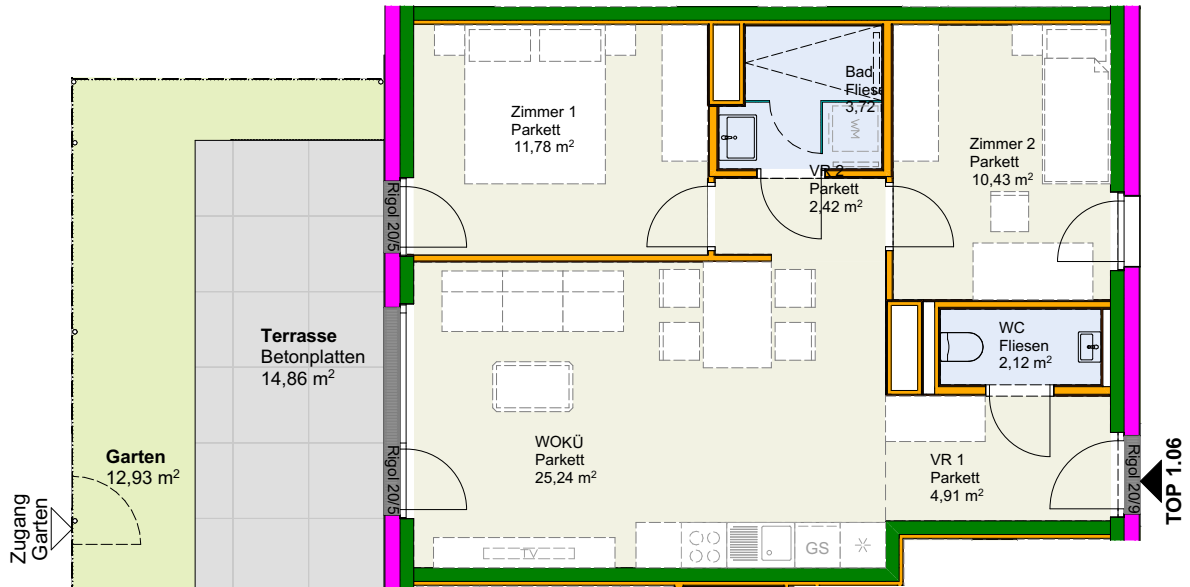 Zimmer 1
Parkett
11,78 m²
Bad
Fliesen
3,72
WM
VR 2
Parkett
2,42 m²
Zimmer 2
Parkett
10,43 m²
Rigol 20/5
Terrasse
Betonplatten
14,86 m²
WC
Fliesen
2,12 m²
Garten
12,93 m²
WOKÜ
Parkett
25,24 m²
VR 1
Parkett
4,91 m²
Rigol 20/5
Rigol 20/9
TOP 1.06
Zugang
Garten
TV
GS